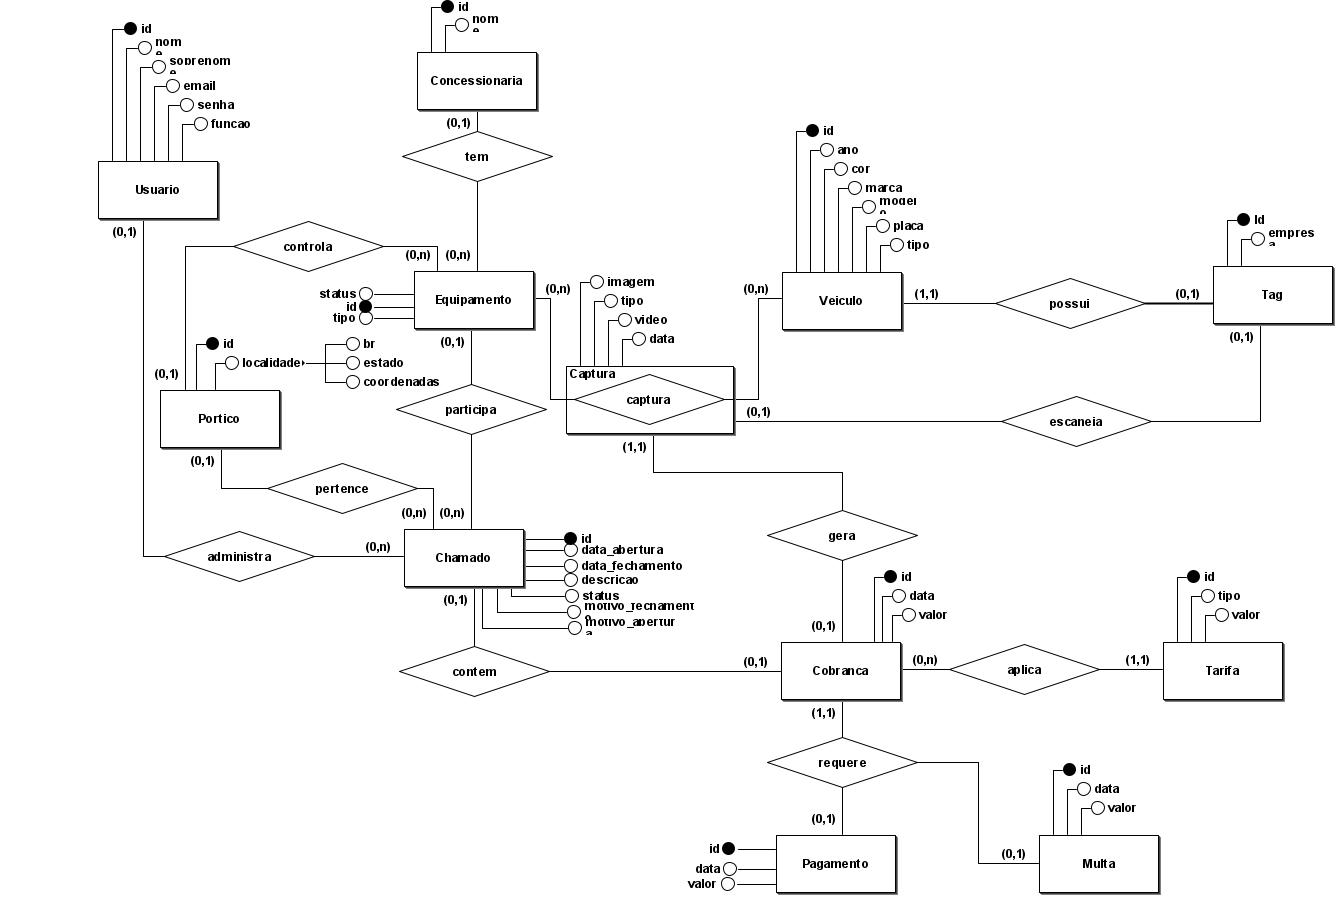 id
nome
Concessionaria
(0,1)
tem
id
nome
sobrenome
email
senha
funcao
Usuario
(0,1)
controla
(0,n)
(0,n)
status
id
tipo
Equipamento
(0,n)
(0,1)
id
localidade
br
estado
coordenadas
(0,1)
Portico
(0,1)
participa
pertence
(0,n)
(0,n)
administra
(0,n)
Chamado
id
data_abertura
data_fechamento
descricao
status
motivo_fechamento
motivo_abertura
(0,1)
contem
(0,1)
imagem
tipo
video
data
Captura
captura
(0,n)
(0,1)
(1,1)
id
ano
cor
marca
modelo
placa
tipo
Veiculo
(1,1)
possui
(0,1)
Id
empresa
Tag
(0,1)
escaneia
gera
(0,1)
id
data
valor
Cobranca
(0,n)
aplica
(1,1)
id
tipo
valor
Tarifa
(1,1)
requere
(0,1)
id
data
valor
Pagamento
(0,1)
id
data
valor
Multa